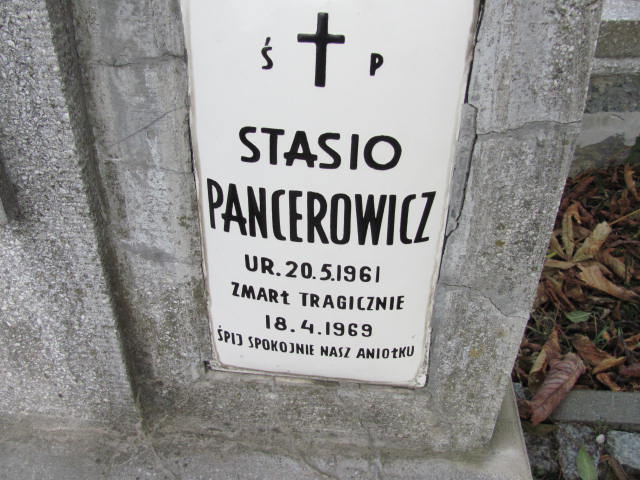 Ś P
STASIO
PANCEROWICZ
UR. 20.5.1961
ZMARŁ TRAGICZNIE
18.4.1969
ŚPIJ SPOKOJNIE NASZ ANIOŁKU